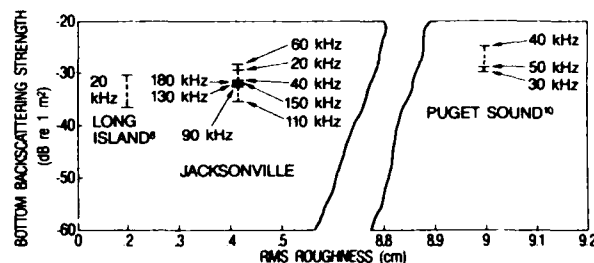 BOTTOM BACKSCATTERING STRENGTH
(dB re 1 m²)
-20
-30
-40
-50
-60
20
kHz
LONG
ISLAND⁸
180 kHz
130 kHz
90 kHz
60 kHz
20 kHz
40 kHz
150 kHz
110 kHz
JACKSONVILLE
40 kHz
50 kHz
30 kHz
PUGET SOUND¹⁰
.1 .2 .3 .4 .5 8.8 8.9 9 9.1 9.2
RMS ROUGHNESS (cm)